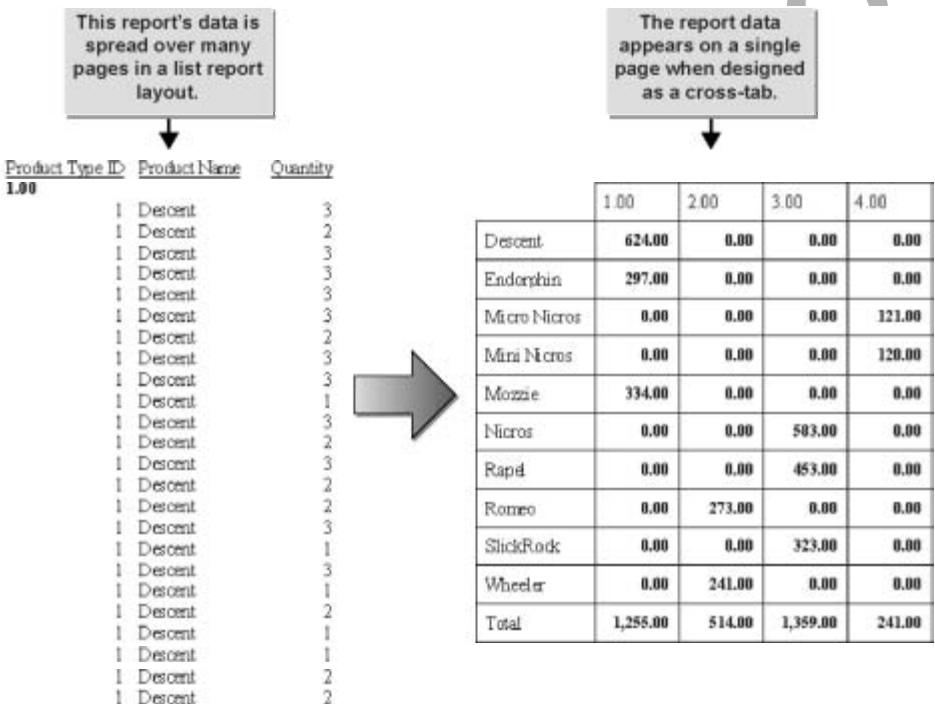 This report's data is
spread over many
pages in a list report
layout.
The report data
appears on a single
page when designed
as a cross-tab.
Product Type ID Product Name Quantity
1.00
1 Descent 3
1 Descent 2
1 Descent 3
1 Descent 3
1 Descent 3
1 Descent 3
1 Descent 2
1 Descent 3
1 Descent 3
1 Descent 1
1 Descent 3
1 Descent 2
1 Descent 3
1 Descent 2
1 Descent 2
1 Descent 3
1 Descent 1
1 Descent 3
1 Descent 1
1 Descent 2
1 Descent 1
1 Descent 1
1 Descent 2
1 Descent 2
1.00 2.00 3.00 4.00
Descent 624.00 0.00 0.00 0.00
Endorphin 297.00 0.00 0.00 0.00
Micro Nicros 0.00 0.00 0.00 121.00
Mini Nicros 0.00 0.00 0.00 120.00
Mozzie 334.00 0.00 0.00 0.00
Nicros 0.00 0.00 583.00 0.00
Rapel 0.00 0.00 453.00 0.00
Romeo 0.00 273.00 0.00 0.00
SlickRock 0.00 0.00 323.00 0.00
Wheeler 0.00 241.00 0.00 0.00
Total 1,255.00 514.00 1,359.00 241.00